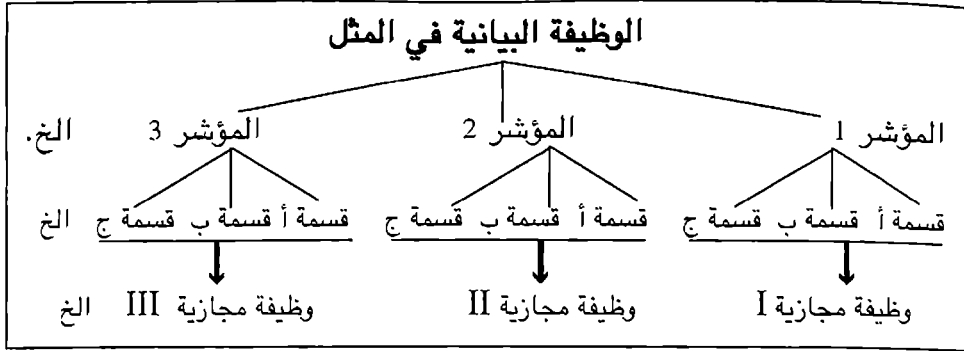 الوظيفة البيانية في المثل
المؤشر 1 المؤشر 2 المؤشر 3 الخ.
قسمة أ قسمة ب قسمة ج قسمة أ قسمة ب قسمة ج قسمة أ قسمة ب قسمة ج الخ
وظيفة مجازية I وظيفة مجازية II وظيفة مجازية III الخ